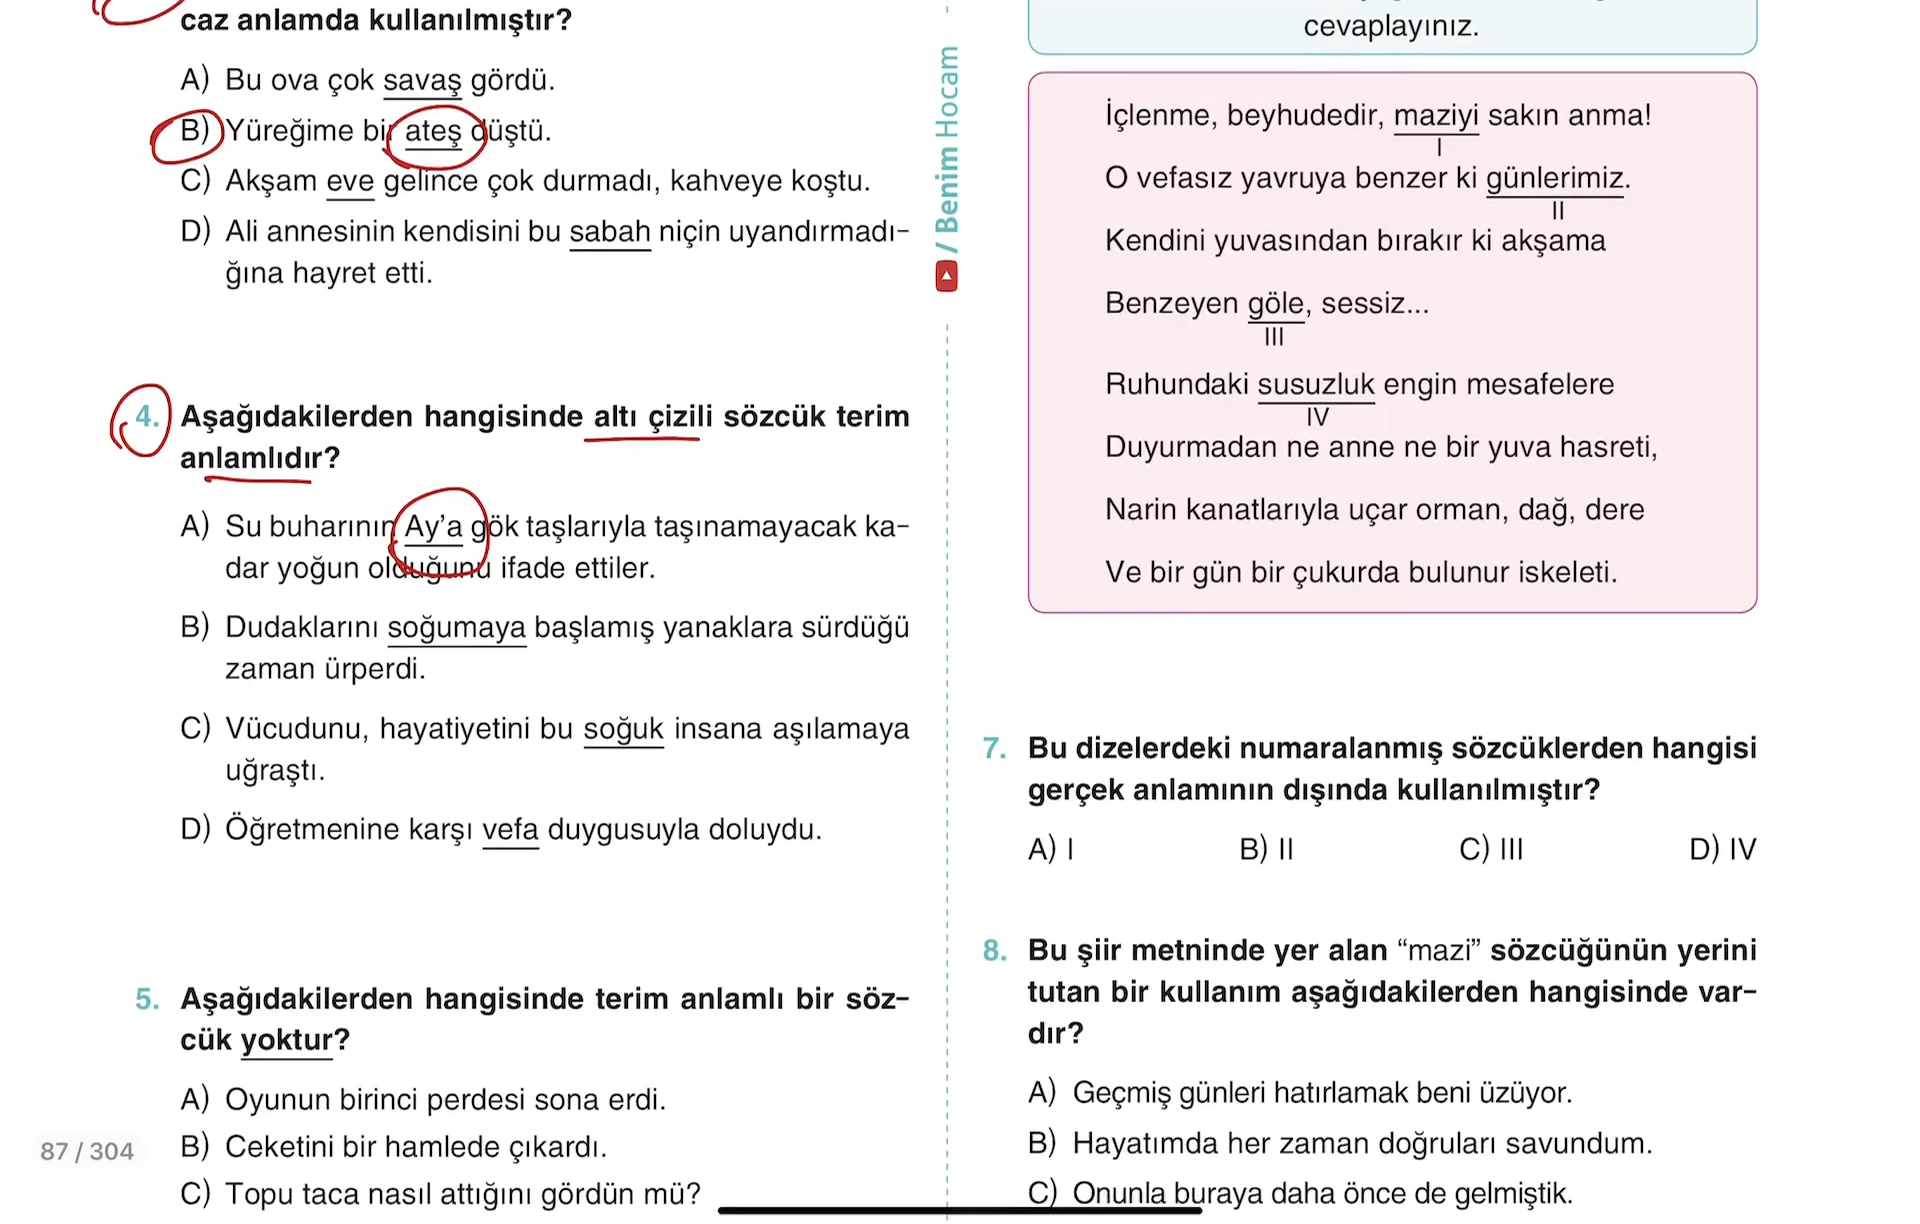 caz anlamda kullanılmıştır?
A) Bu ova çok savaş gördü.
B) Yüreğime bir ateş düştü.
C) Akşam eve gelince çok durmadı, kahveye koştu.
D) Ali annesinin kendisini bu sabah niçin uyandırmadı-
ğına hayret etti.
4. Aşağıdakilerden hangisinde altı çizili sözcük terim
anlamlıdır?
A) Su buharının Ay’a gök taşlarıyla taşınamayacak ka-
dar yoğun olduğunu ifade ettiler.
B) Dudaklarını soğumaya başlamış yanaklara sürdüğü
zaman ürperdi.
C) Vücudunu, hayatiyetini bu soğuk insana aşılamaya
uğraştı.
D) Öğretmenine karşı vefa duygusuyla doluydu.
5. Aşağıdakilerden hangisinde terim anlamlı bir söz-
cük yoktur?
A) Oyunun birinci perdesi sona erdi.
B) Ceketini bir hamlede çıkardı.
C) Topu taca nasıl attığını gördün mü?
87 / 304
/ Benim Hocam
cevaplayınız.
İçlenme, beyhudedir, maziyi sakın anma!
I
O vefasız yavruya benzer ki günlerimiz.
II
Kendini yuvasından bırakır ki akşama
Benzeyen göle, sessiz...
III
Ruhundaki susuzluk engin mesafelere
IV
Duyurmadan ne anne ne bir yuva hasreti,
Narin kanatlarıyla uçar orman, dağ, dere
Ve bir gün bir çukurda bulunur iskeleti.
7. Bu dizelerdeki numaralanmış sözcüklerden hangisi
gerçek anlamının dışında kullanılmıştır?
A) I B) II C) III D) IV
8. Bu şiir metninde yer alan “mazi” sözcüğünün yerini
tutan bir kullanım aşağıdakilerden hangisinde var-
dır?
A) Geçmiş günleri hatırlamak beni üzüyor.
B) Hayatımda her zaman doğruları savundum.
C) Onunla buraya daha önce de gelmiştik.